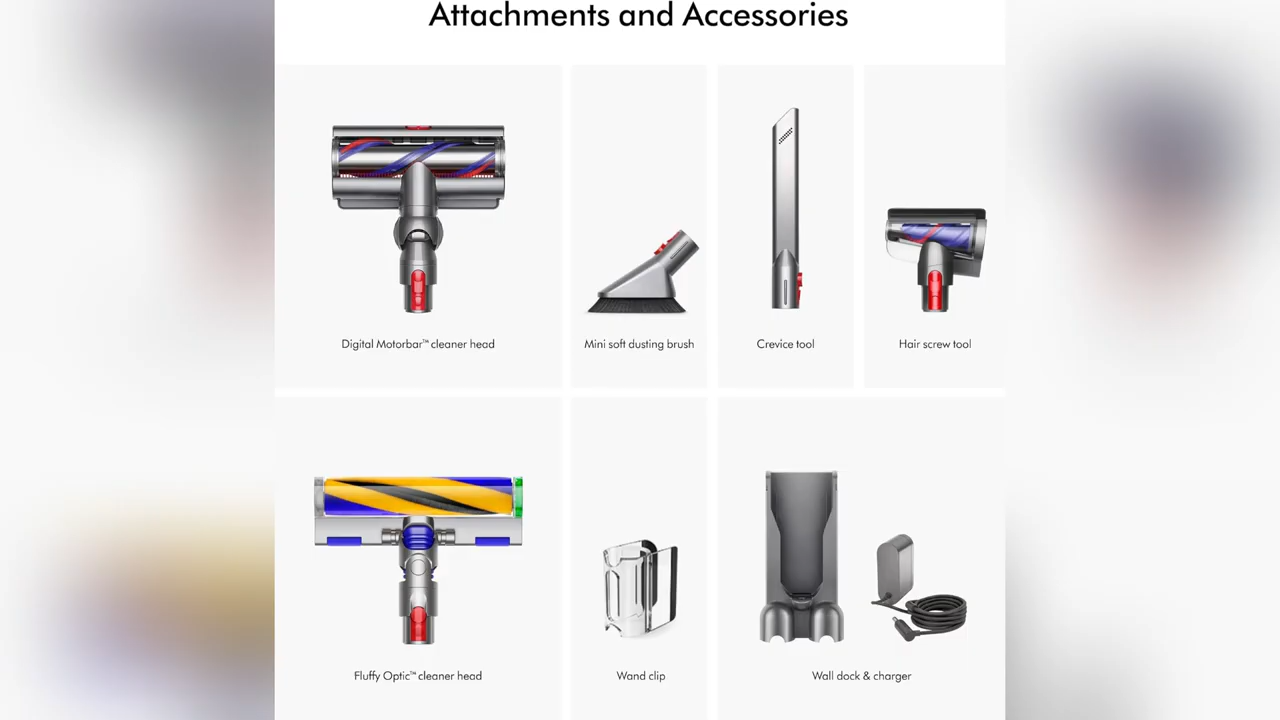 Attachments and Accessories
Digital Motorbar™ cleaner head
Mini soft dusting brush
Crevice tool
Hair screw tool
Fluffy Optic™ cleaner head
Wand clip
Wall dock & charger